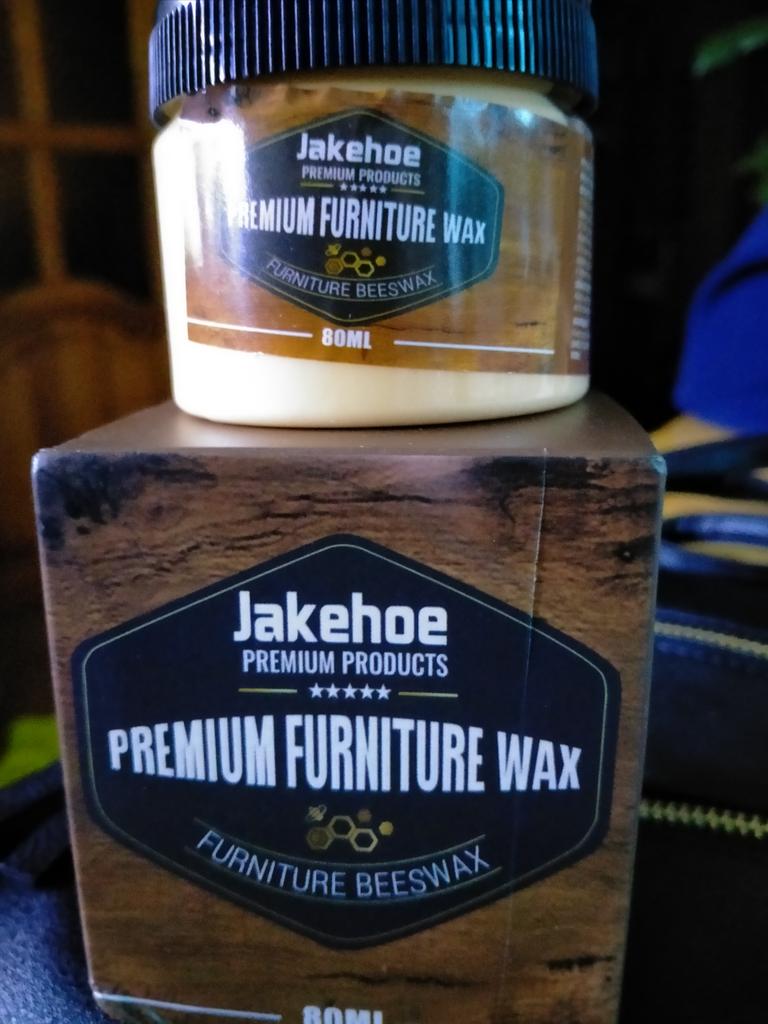 Jakehoe
PREMIUM PRODUCTS
PREMIUM FURNITURE WAX
FURNITURE BEESWAX
80ML
Jakehoe
PREMIUM PRODUCTS
PREMIUM FURNITURE WAX
FURNITURE BEESWAX
80ML